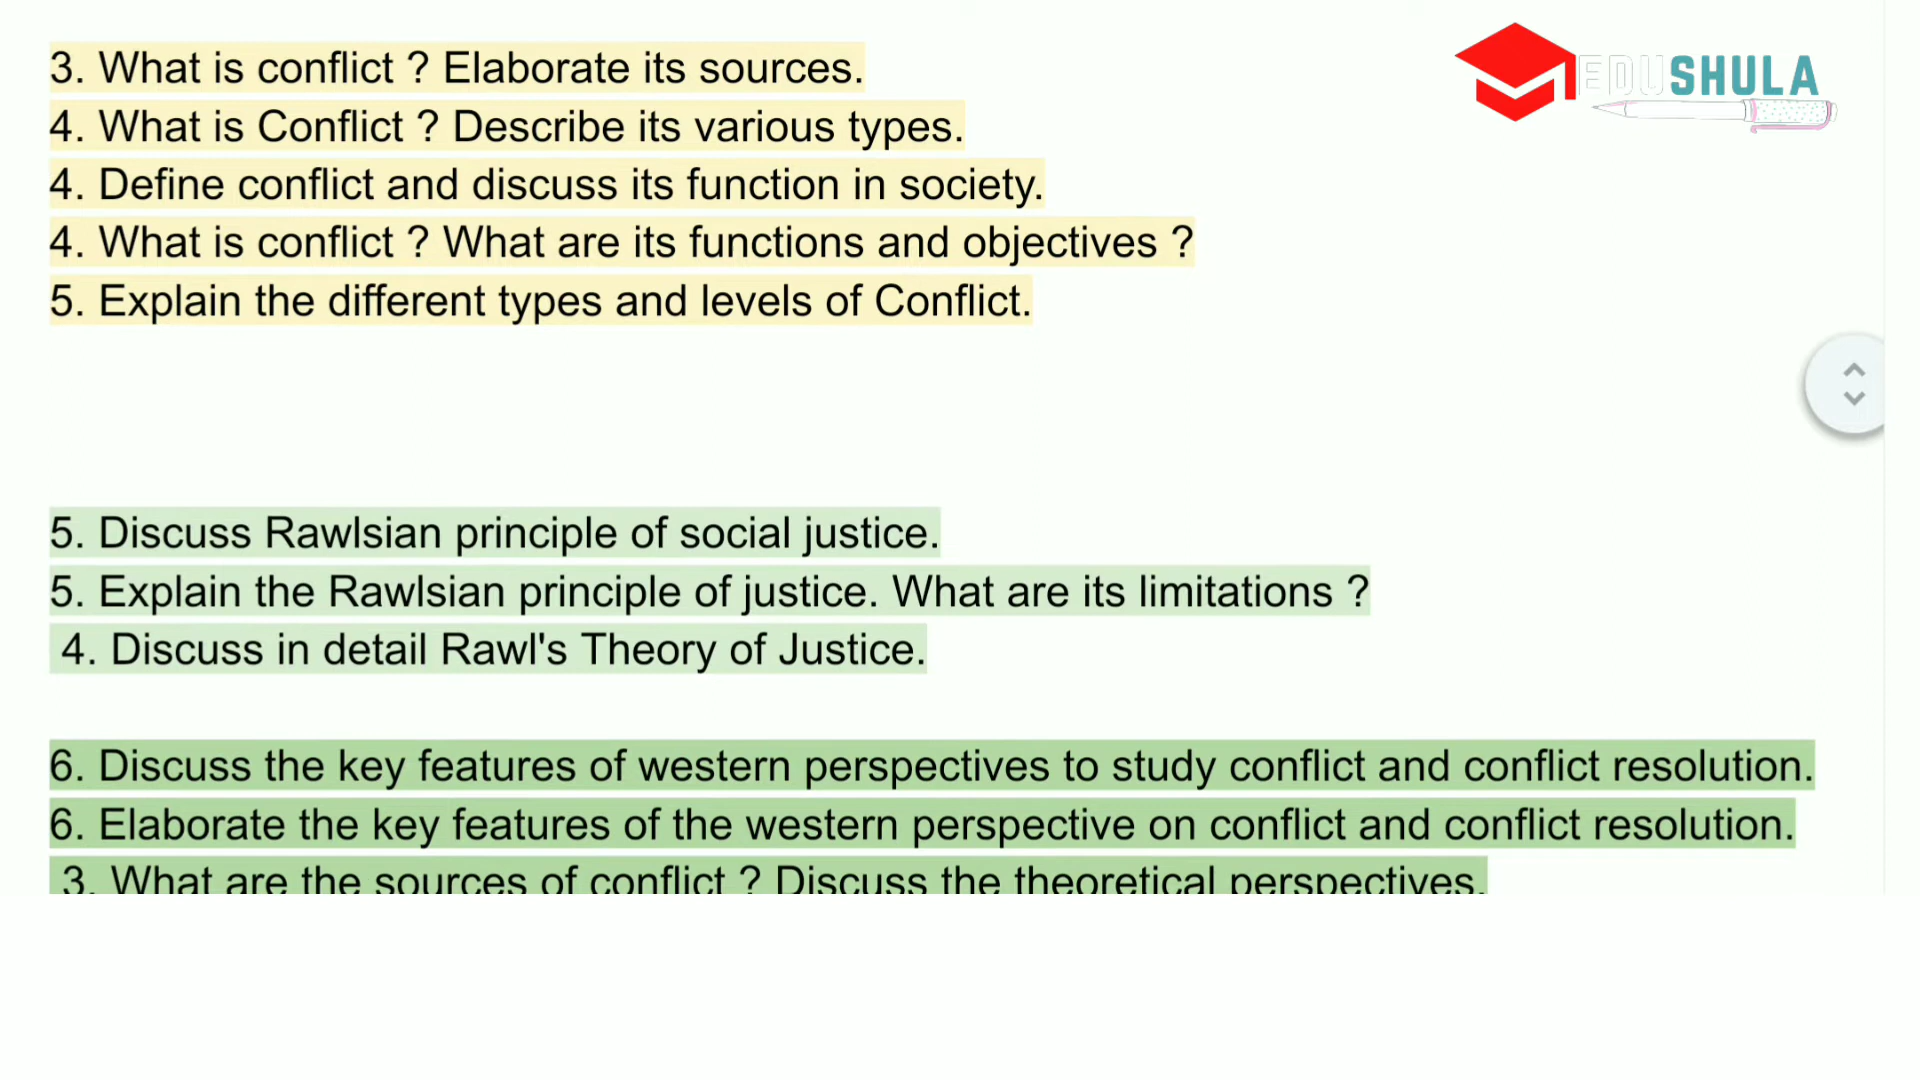 EDUSHULA
3. What is conflict ? Elaborate its sources.
4. What is Conflict ? Describe its various types.
4. Define conflict and discuss its function in society.
4. What is conflict ? What are its functions and objectives ?
5. Explain the different types and levels of Conflict.
5. Discuss Rawlsian principle of social justice.
5. Explain the Rawlsian principle of justice. What are its limitations ?
4. Discuss in detail Rawl's Theory of Justice.
6. Discuss the key features of western perspectives to study conflict and conflict resolution.
6. Elaborate the key features of the western perspective on conflict and conflict resolution.
3. What are the sources of conflict ? Discuss the theoretical perspectives.